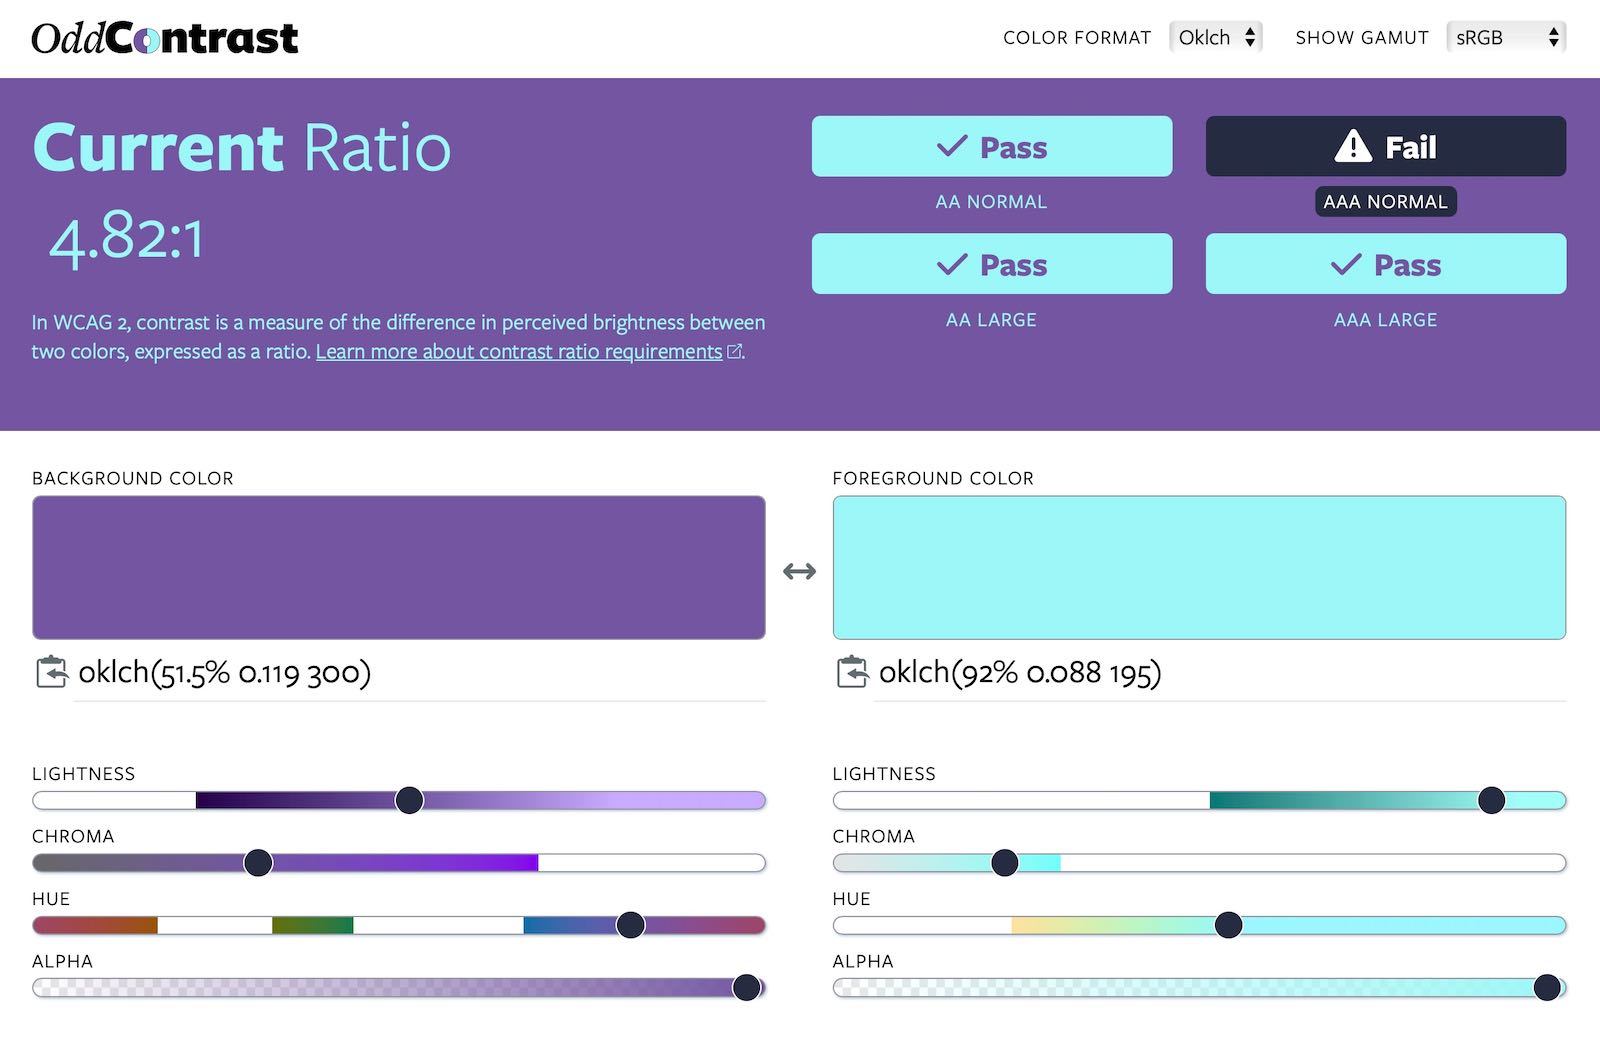 OddContrast
COLOR FORMAT Oklch SHOW GAMUT sRGB
Current Ratio
4.82:1
In WCAG 2, contrast is a measure of the difference in perceived brightness between
two colors, expressed as a ratio. Learn more about contrast ratio requirements.
Pass
AA NORMAL
Fail
AAA NORMAL
Pass
AA LARGE
Pass
AAA LARGE
BACKGROUND COLOR
oklch(51.5% 0.119 300)
LIGHTNESS
CHROMA
HUE
ALPHA
FOREGROUND COLOR
oklch(92% 0.088 195)
LIGHTNESS
CHROMA
HUE
ALPHA